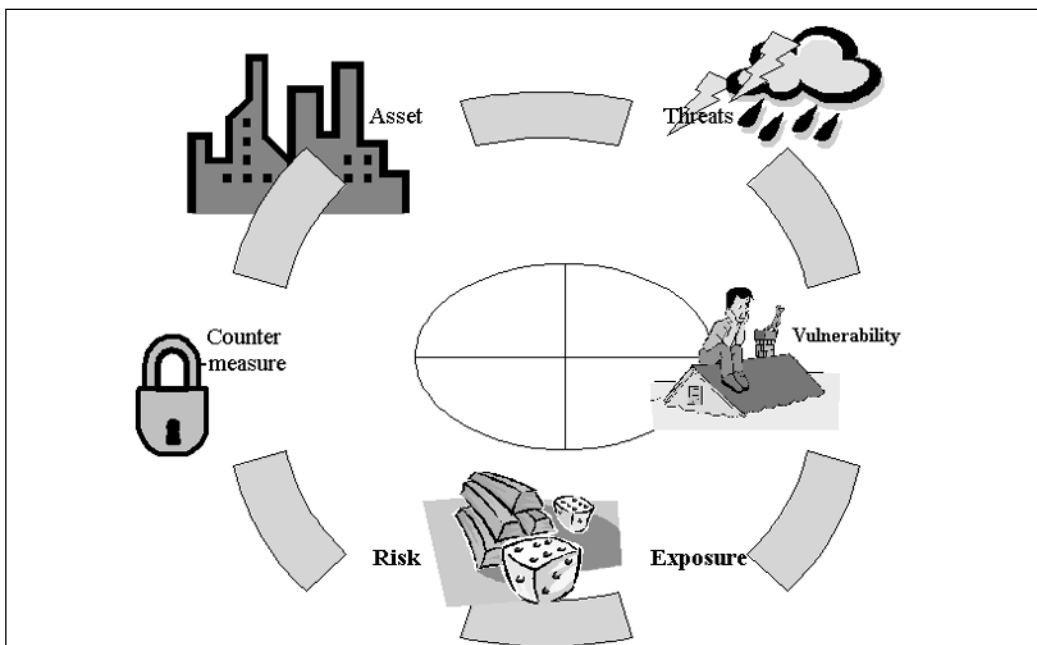 Asset
Threats
Counter
measure
Vulnerability
Risk
Exposure